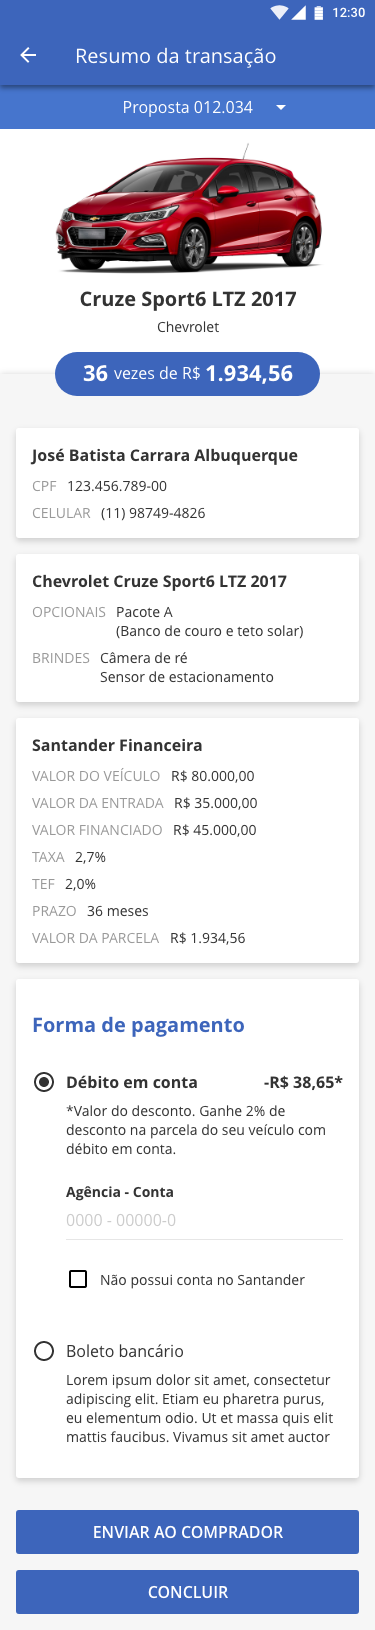 12:30
Resumo da transação
Proposta 012.034
Cruze Sport6 LTZ 2017
Chevrolet
36 vezes de R$ 1.934,56
José Batista Carrara Albuquerque
CPF 123.456.789-00
CELULAR (11) 98749-4826
Chevrolet Cruze Sport6 LTZ 2017
OPCIONAIS Pacote A
(Banco de couro e teto solar)
BRINDES Câmera de ré
Sensor de estacionamento
Santander Financeira
VALOR DO VEÍCULO R$ 80.000,00
VALOR DA ENTRADA R$ 35.000,00
VALOR FINANCIADO R$ 45.000,00
TAXA 2,7%
TEF 2,0%
PRAZO 36 meses
VALOR DA PARCELA R$ 1.934,56
Forma de pagamento
Débito em conta -R$ 38,65*
*Valor do desconto. Ganhe 2% de
desconto na parcela do seu veículo com
débito em conta.
Agência - Conta
0000 - 00000-0
Não possui conta no Santander
Boleto bancário
Lorem ipsum dolor sit amet, consectetur
adipiscing elit. Etiam eu pharetra purus,
eu elementum odio. Ut et massa quis elit
mattis faucibus. Vivamus sit amet auctor
ENVIAR AO COMPRADOR
CONCLUIR